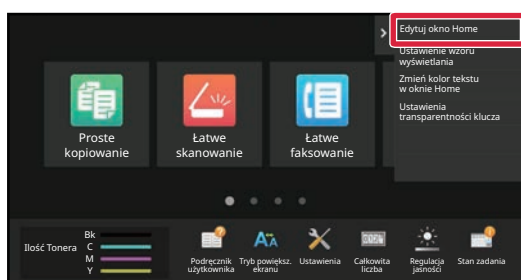 Edytuj okno Home
Ustawienie wzoru
wyświetlania
Zmień kolor tekstu
w oknie Home
Ustawienia
transparentności klucza
Proste
kopiowanie
Łatwe
skanowanie
Łatwe
faksowanie
Ilość Tonera
Bk
C
M
Y
Podręcznik
użytkownika
Tryb powiększ.
ekranu
Ustawienia
Całkowita
liczba
Regulacja
jasności
Stan zadania